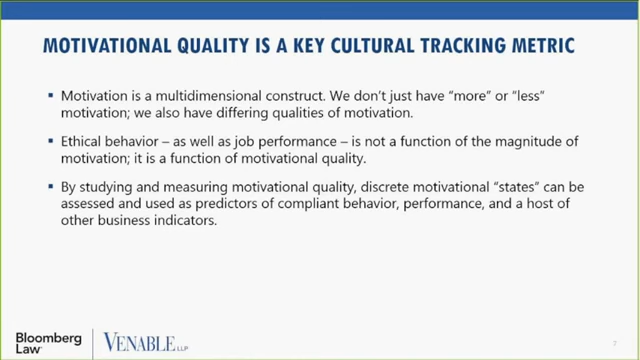 MOTIVATIONAL QUALITY IS A KEY CULTURAL TRACKING METRIC
▪ Motivation is a multidimensional construct. We don't just have "more" or "less"
motivation; we also have differing qualities of motivation.
▪ Ethical behavior – as well as job performance – is not a function of the magnitude of
motivation; it is a function of motivational quality.
▪ By studying and measuring motivational quality, discrete motivational "states" can be
assessed and used as predictors of compliant behavior, performance, and a host of
other business indicators.
Bloomberg
Law
VENABLE LLP